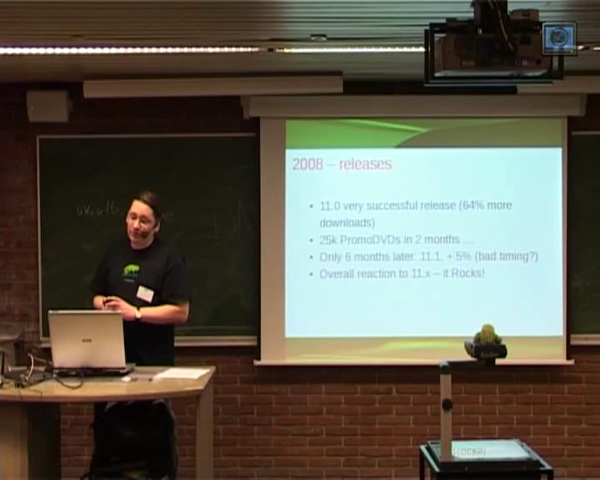 2008 – releases
• 11.0 very successful release (64% more
downloads)
• 25k PromoDVDs in 2 months ....
• Only 6 months later: 11.1, + 5% (bad timing?)
• Overall reaction to 11.x – it Rocks!